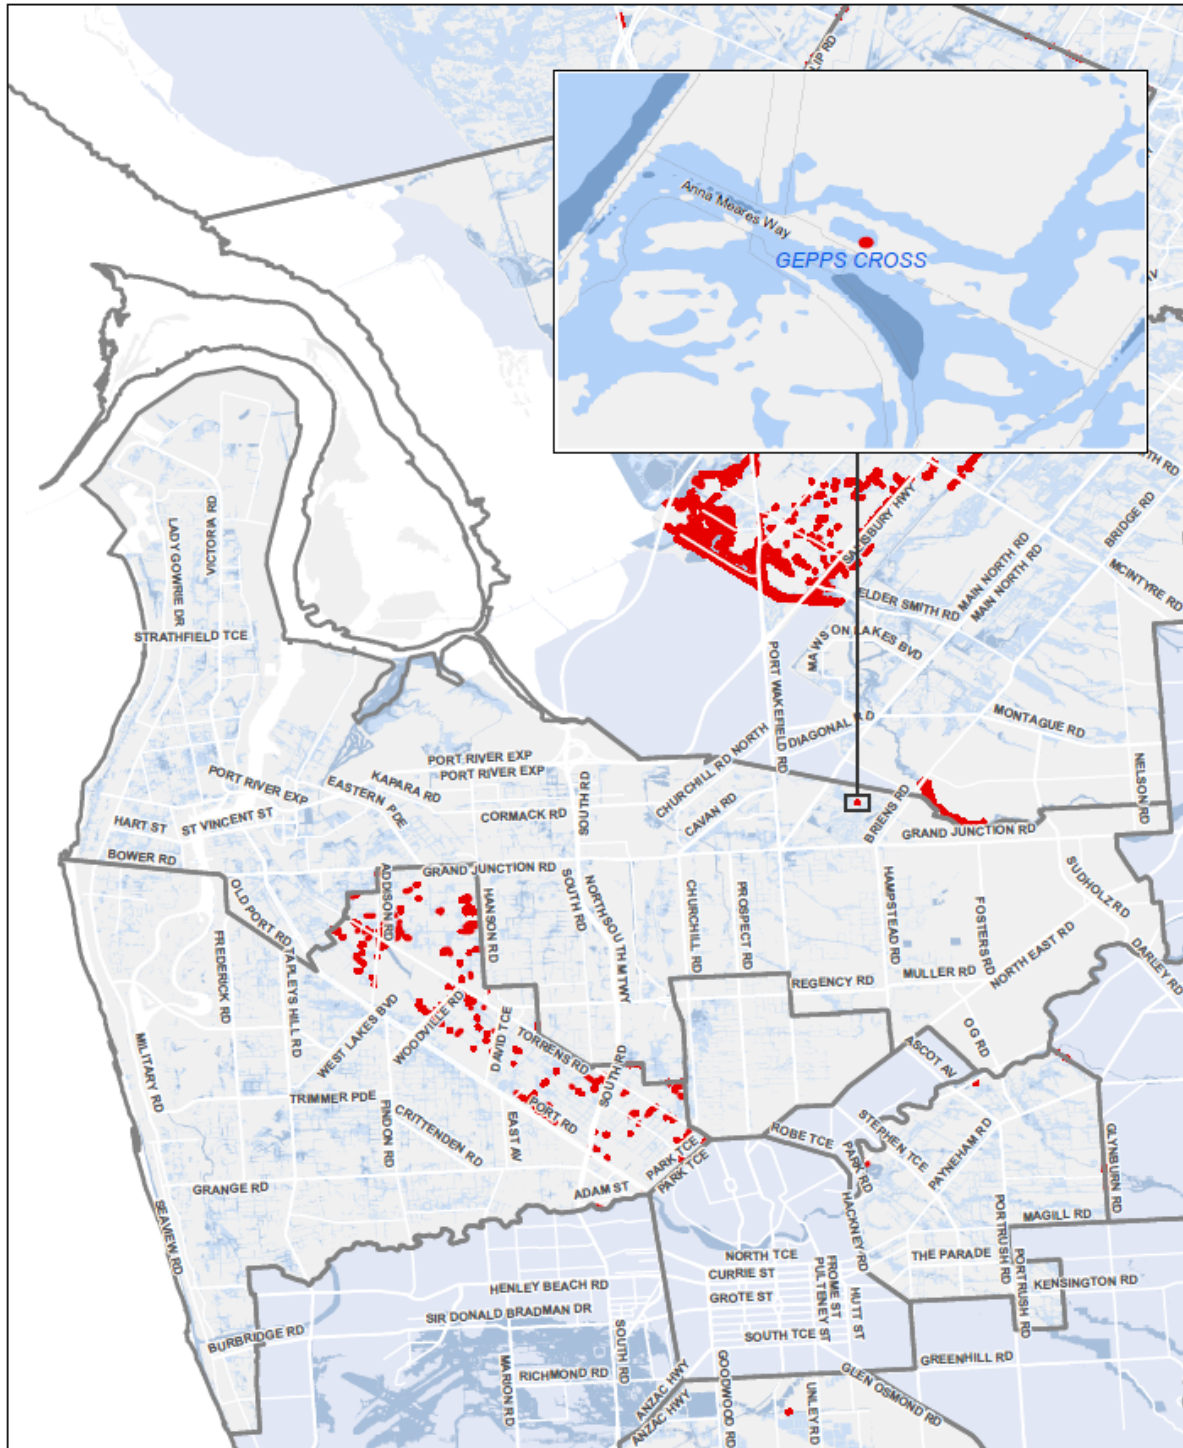 LIP RD
Anna Meares Way
GEPPS CROSS
TH RD
BRIDGE RD
SALISBURY HWY
MAIN NORTH RD
MAIN NORTH RD
MCINTYRE RD
ELDER SMITH RD
LADY GOWRIE DR
VICTORIA RD
STRATHFIELD TCE
MAWSON LAKES BVD
PORT WAKEFIELD RD
MONTAGUE RD
DIAGONAL RD
CHURCHILL RD NORTH
NELSON RD
PORT RIVER EXP
PORT RIVER EXP
PORT RIVER EXP
KAPARA RD
EASTERN PDE
SOUTH RD
CAVAN RD
BRIENS RD
HART ST
ST VINCENT ST
CORMACK RD
GRAND JUNCTION RD
BOWER RD
GRAND JUNCTION RD
ADDISON RD
OLD PORT RD
HANSON RD
SOUTH RD
NORTH SOUTH MTWY
CHURCHILL RD
PROSPECT RD
HAMPSTEAD RD
FOSTERS RD
SUDHOLZ RD
FREDERICK RD
TAPLEYS HILL RD
NORTH EAST RD
DARLEY RD
REGENCY RD
MULLER RD
WEST LAKES BVD
WOODVILLE RD
DAVID TCE
TORRENS RD
MILITARY RD
OG RD
ASCOT AV
TRIMMER PDE
FINDON RD
CRITTENDEN RD
EAST AV
PORT RD
SOUTH RD
ROBE TCE
STEPHEN TCE
PAYNEHAM RD
GLYNBURN RD
PARK TCE
PARK TCE
PARK RD
GRANGE RD
ADAM ST
SEAVIEW RD
HACKNEY RD
PORTRUSH RD
MAGILL RD
NORTH TCE
THE PARADE
CURRIE ST
FROME ST
PULTENEY ST
HUTT ST
PORTRUSH RD
KENSINGTON RD
HENLEY BEACH RD
GROTE ST
SIR DONALD BRADMAN DR
BURBRIDGE RD
SOUTH TCE
SOUTH RD
GREENHILL RD
MARION RD
RICHMOND RD
ANZAC HWY
ANZAC HWY
GOODWOOD RD
UNLEY RD
GLEN OSMOND RD